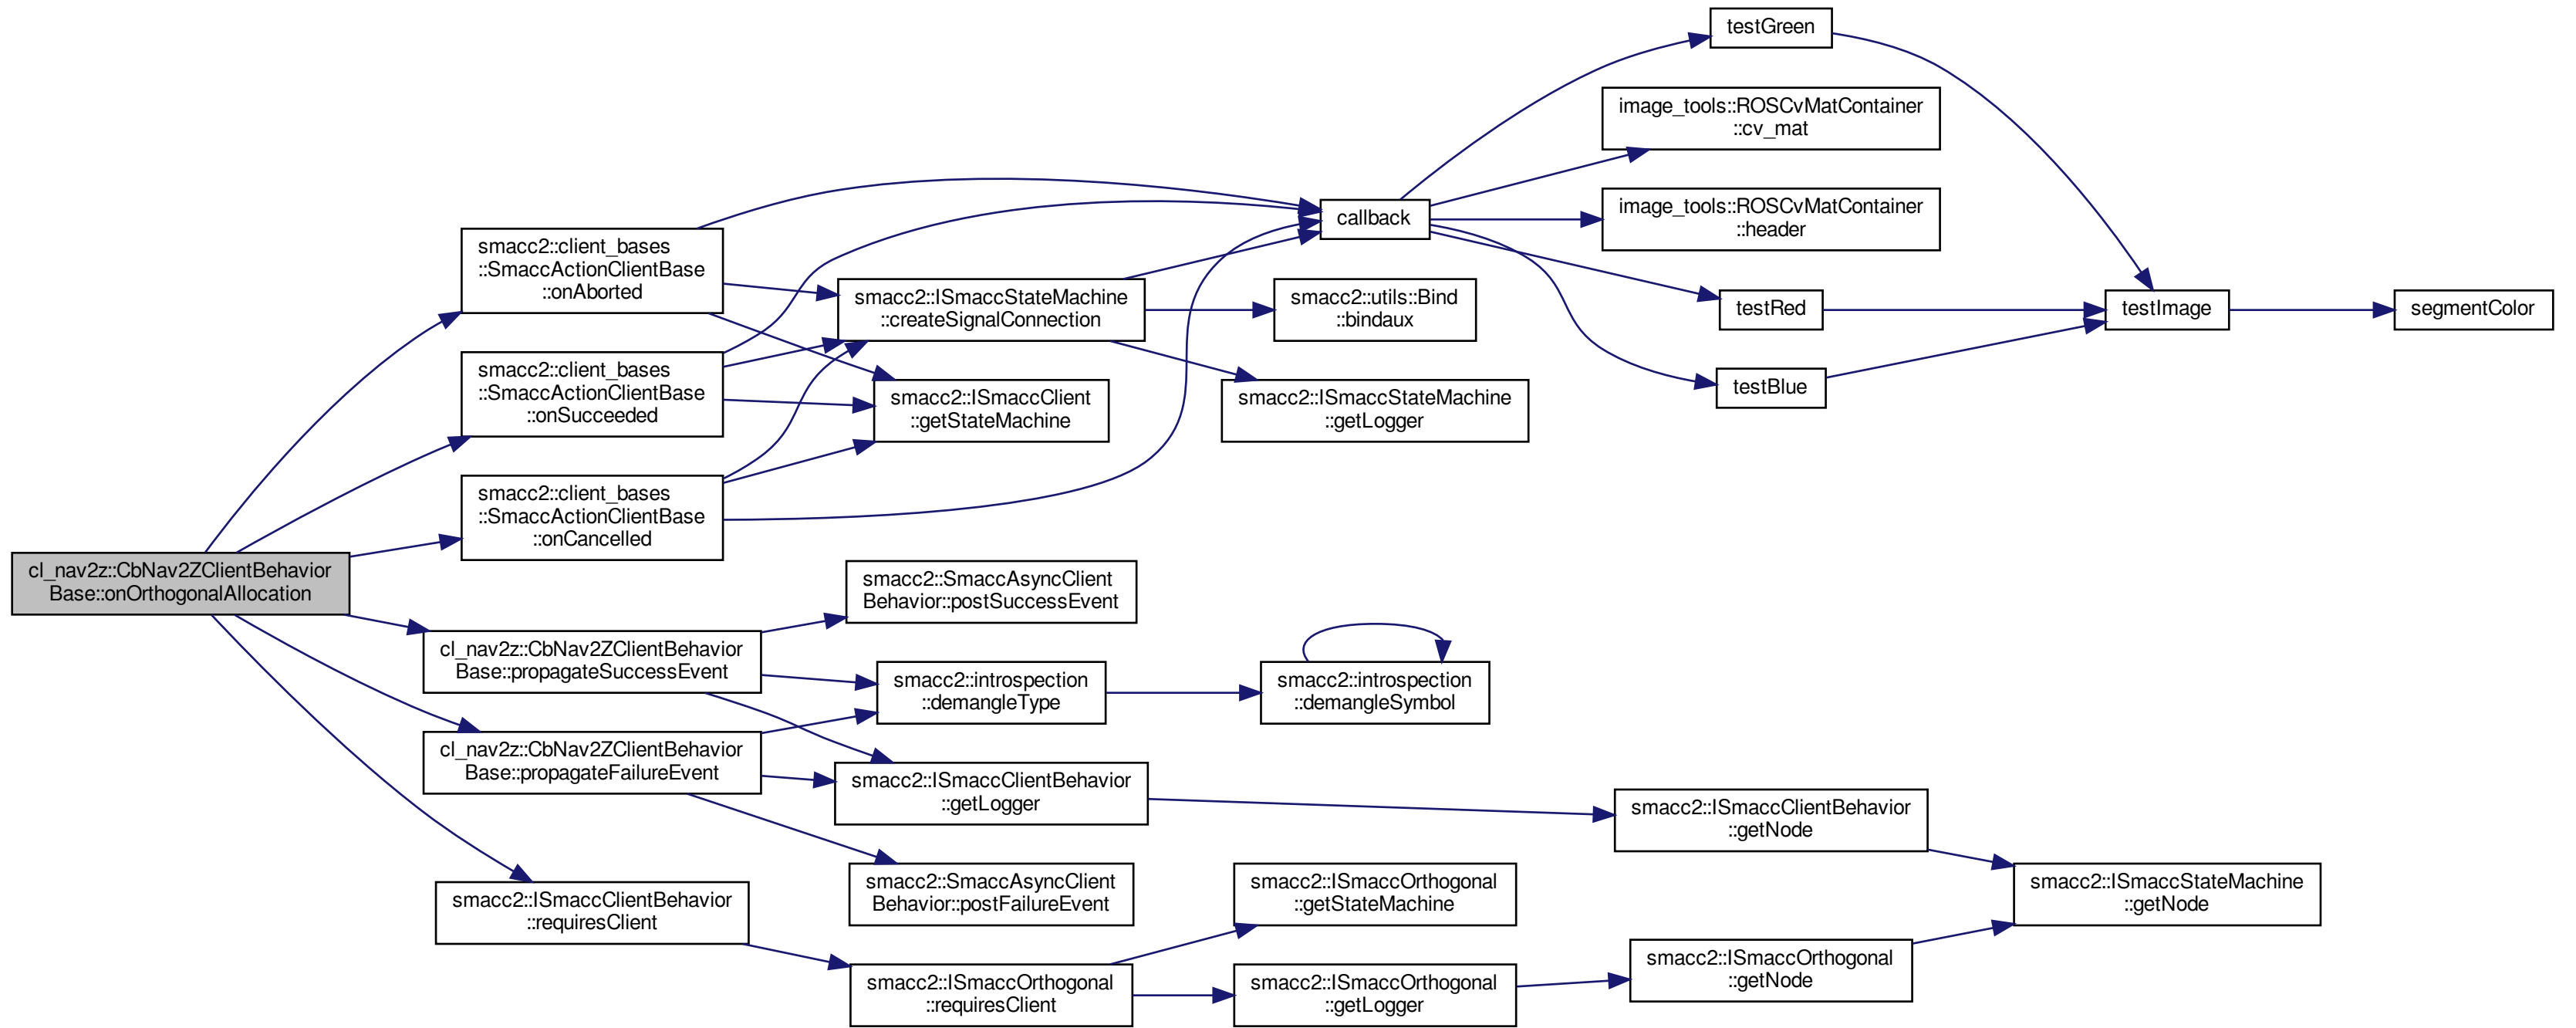 cl_nav2z::CbNav2ZClientBehavior
Base::onOrthogonalAllocation
smacc2::client_bases
::SmaccActionClientBase
::onAborted
smacc2::client_bases
::SmaccActionClientBase
::onSucceeded
smacc2::client_bases
::SmaccActionClientBase
::onCancelled
cl_nav2z::CbNav2ZClientBehavior
Base::propagateSuccessEvent
cl_nav2z::CbNav2ZClientBehavior
Base::propagateFailureEvent
smacc2::ISmaccClientBehavior
::requiresClient
smacc2::ISmaccStateMachine
::createSignalConnection
smacc2::ISmaccClient
::getStateMachine
smacc2::SmaccAsyncClient
Behavior::postSuccessEvent
smacc2::introspection
::demangleType
smacc2::ISmaccClientBehavior
::getLogger
smacc2::SmaccAsyncClient
Behavior::postFailureEvent
smacc2::ISmaccOrthogonal
::requiresClient
callback
smacc2::utils::Bind
::bindaux
smacc2::ISmaccStateMachine
::getLogger
smacc2::introspection
::demangleSymbol
smacc2::ISmaccOrthogonal
::getStateMachine
smacc2::ISmaccOrthogonal
::getLogger
testGreen
image_tools::ROSCvMatContainer
::cv_mat
image_tools::ROSCvMatContainer
::header
testRed
testBlue
smacc2::ISmaccClientBehavior
::getNode
smacc2::ISmaccOrthogonal
::getNode
testImage
smacc2::ISmaccStateMachine
::getNode
segmentColor